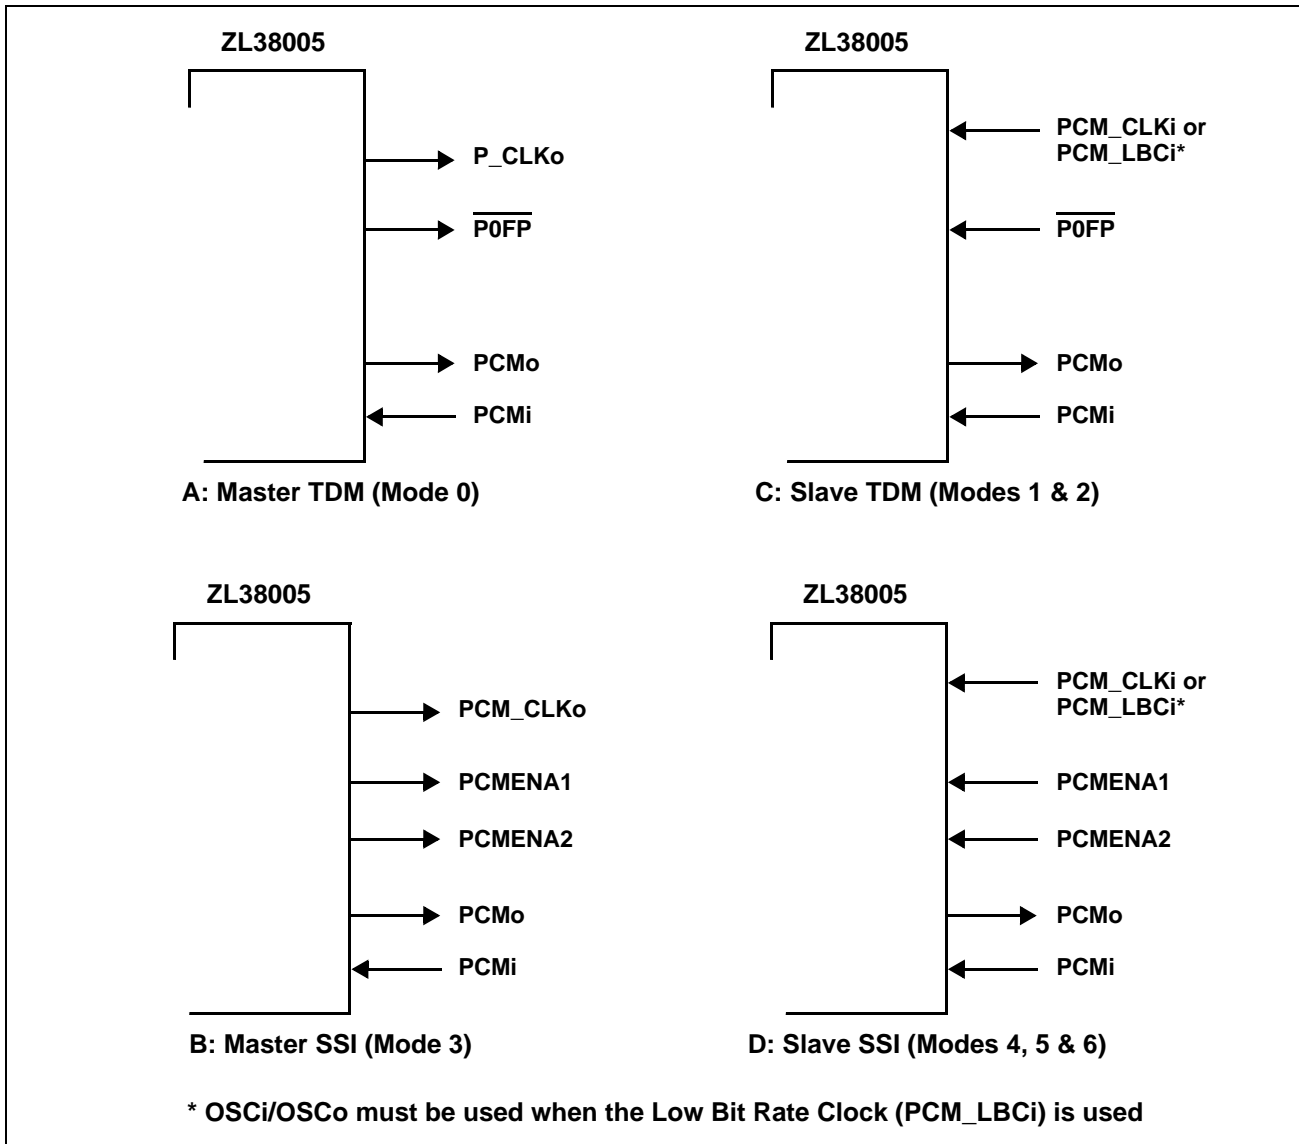 ZL38005
P_CLKo
P0FP
PCMo
PCMi
A: Master TDM (Mode 0)
ZL38005
PCM_CLKi or
PCM_LBCi*
P0FP
PCMo
PCMi
C: Slave TDM (Modes 1 & 2)
ZL38005
PCM_CLKo
PCMENA1
PCMENA2
PCMo
PCMi
B: Master SSI (Mode 3)
ZL38005
PCM_CLKi or
PCM_LBCi*
PCMENA1
PCMENA2
PCMo
PCMi
D: Slave SSI (Modes 4, 5 & 6)
* OSCi/OSCo must be used when the Low Bit Rate Clock (PCM_LBCi) is used